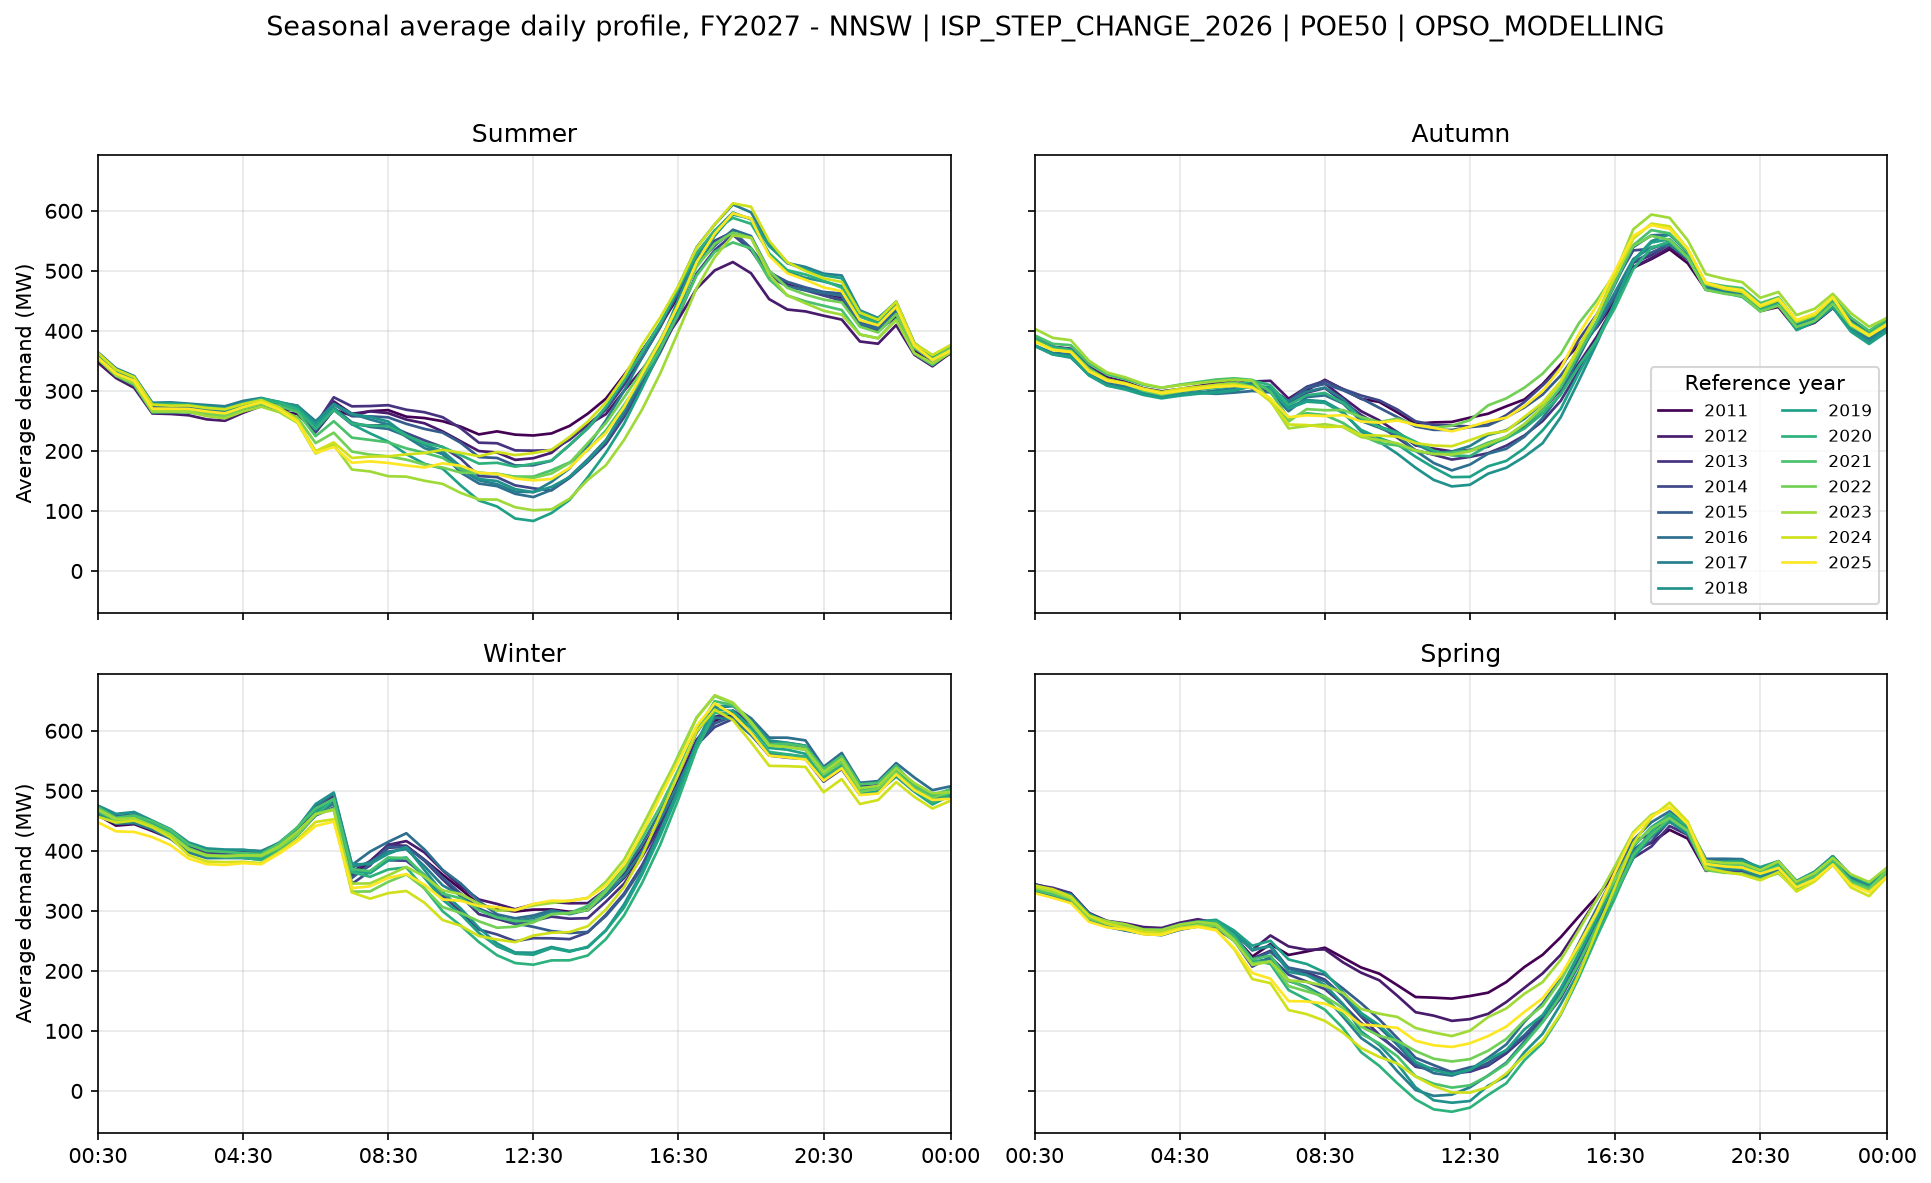 Seasonal average daily profile, FY2027 - NNSW | ISP_STEP_CHANGE_2026 | POE50 | OPSO_MODELLING
Summer
Autumn
Average demand (MW)
600
500
400
300
200
100
0
Reference year
2011
2012
2013
2014
2015
2016
2017
2018
2019
2020
2021
2022
2023
2024
2025
Winter
Spring
Average demand (MW)
600
500
400
300
200
100
0
00:30 04:30 08:30 12:30 16:30 20:30 00:00
00:30 04:30 08:30 12:30 16:30 20:30 00:00